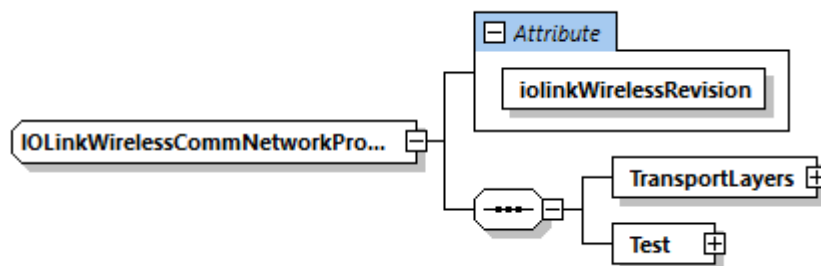 Attribute
iolinkWirelessRevision
IOLinkWirelessCommNetworkPro...
TransportLayers
Test